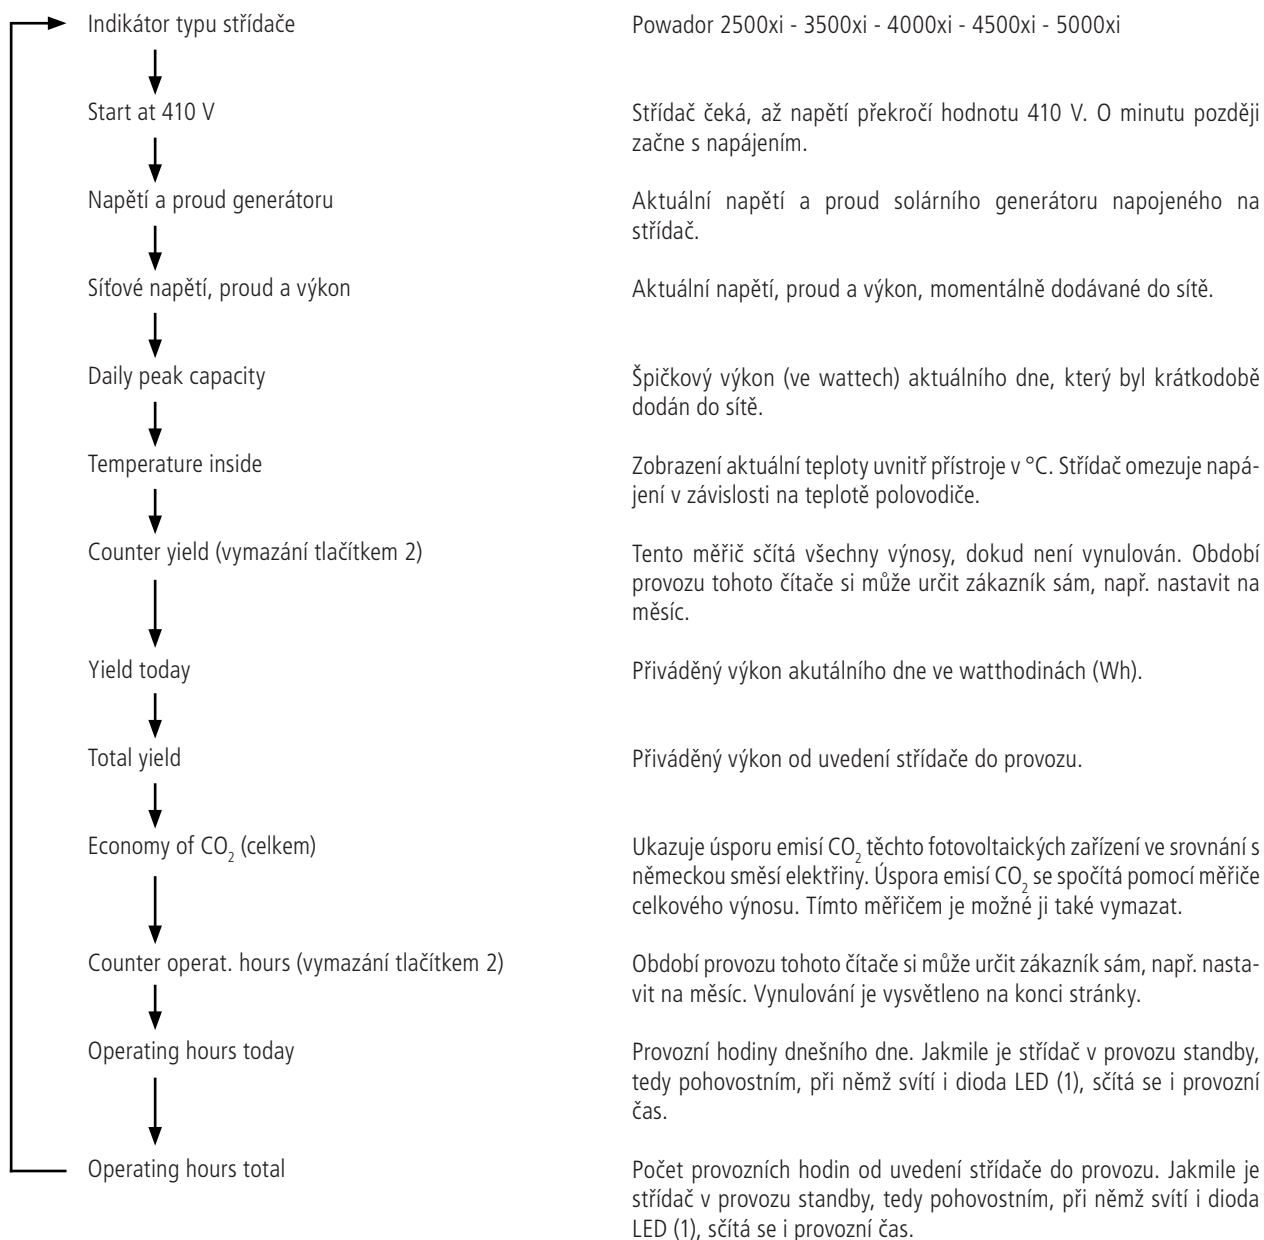 Indikátor typu střídače
Powador 2500xi - 3500xi - 4000xi - 4500xi - 5000xi
Start at 410 V
Střídač čeká, až napětí překročí hodnotu 410 V. O minutu později
začne s napájením.
Napětí a proud generátoru
Aktuální napětí a proud solárního generátoru napojeného na
střídač.
Síťové napětí, proud a výkon
Aktuální napětí, proud a výkon, momentálně dodávané do sítě.
Daily peak capacity
Špičkový výkon (ve wattech) aktuálního dne, který byl krátkodobě
dodán do sítě.
Temperature inside
Zobrazení aktuální teploty uvnitř přístroje v °C. Střídač omezuje napá-
jení v závislosti na teplotě polovodiče.
Counter yield (vymazání tlačítkem 2)
Tento měřič sčítá všechny výnosy, dokud není vynulován. Období
provozu tohoto čítače si může určit zákazník sám, např. nastavit na
měsíc.
Yield today
Přiváděný výkon akutálního dne ve watthodinách (Wh).
Total yield
Přiváděný výkon od uvedení střídače do provozu.
Economy of CO₂ (celkem)
Ukazuje úsporu emisí CO₂ těchto fotovoltaických zařízení ve srovnání s
německou směsí elektřiny. Úspora emisí CO₂ se spočítá pomocí měřiče
celkového výnosu. Tímto měřičem je možné ji také vymazat.
Counter operat. hours (vymazání tlačítkem 2)
Období provozu tohoto čítače si může určit zákazník sám, např. nasta-
vit na měsíc. Vynulování je vysvětleno na konci stránky.
Operating hours today
Provozní hodiny dnešního dne. Jakmile je střídač v provozu standby,
tedy pohovostním, při němž svítí i dioda LED (1), sčítá se i provozní
čas.
Operating hours total
Počet provozních hodin od uvedení střídače do provozu. Jakmile je
střídač v provozu standby, tedy pohovostním, při němž svítí i dioda
LED (1), sčítá se i provozní čas.